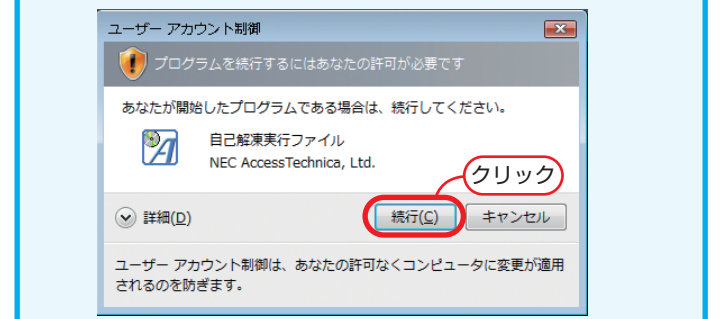 ユーザー アカウント制御
プログラムを続行するにはあなたの許可が必要です
あなたが開始したプログラムである場合は、続行してください。
自己解凍実行ファイル
NEC AccessTechnica, Ltd.
クリック
詳細(D)
続行(C)
キャンセル
ユーザー アカウント制御は、あなたの許可なくコンピュータに変更が適用
されるのを防ぎます。